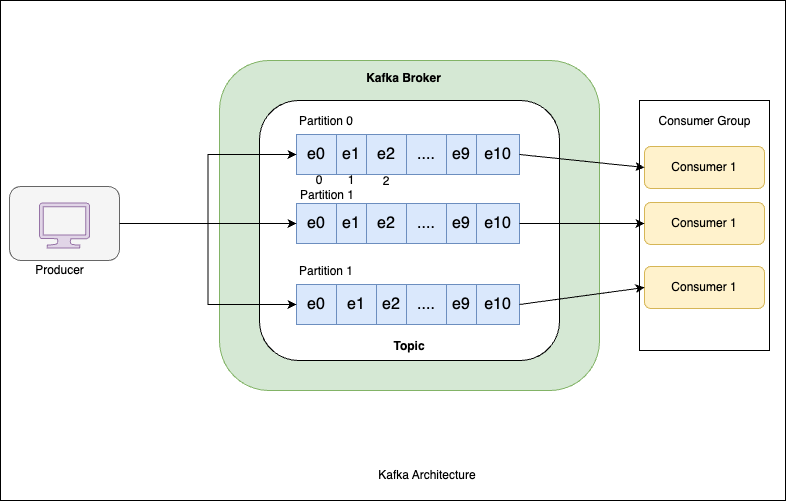 Kafka Broker
Partition 0
e0 e1 e2 .... e9 e10
0 1 2
Partition 1
e0 e1 e2 .... e9 e10
Partition 1
e0 e1 e2 .... e9 e10
Topic
Producer
Consumer Group
Consumer 1
Consumer 1
Consumer 1
Kafka Architecture